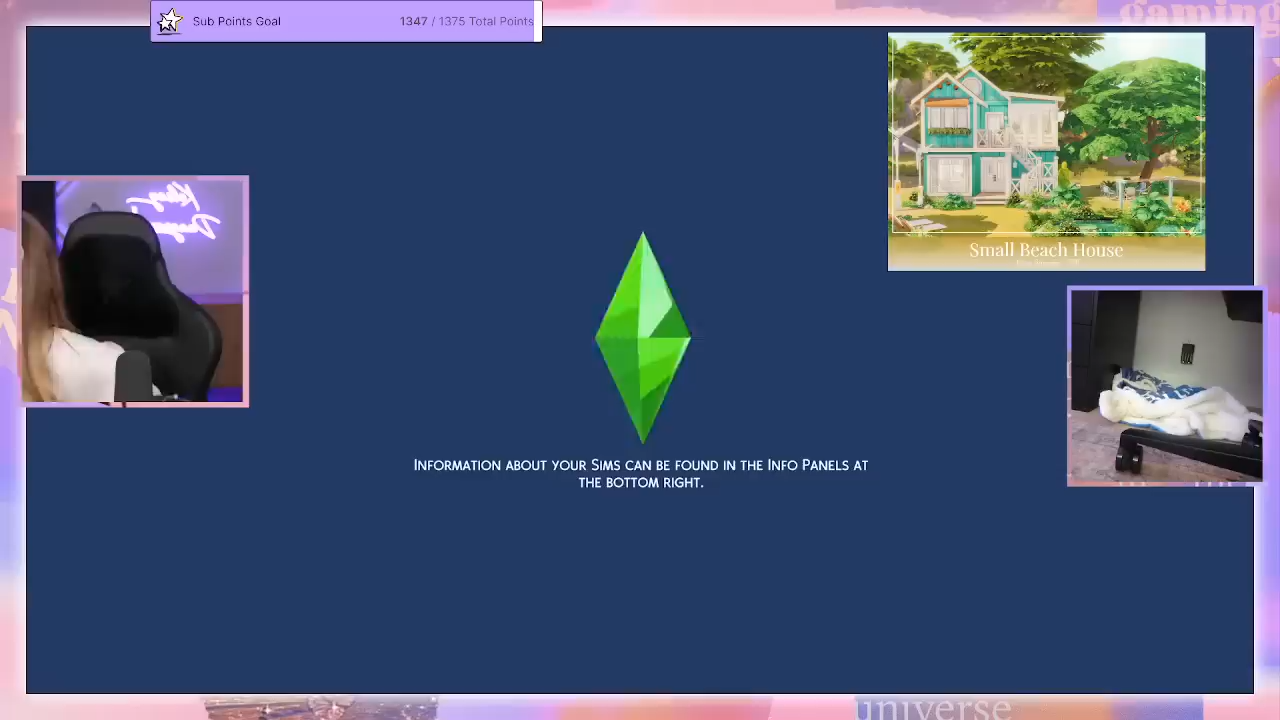 gaming
Sub Points Goal 1347 / 1375 Total Points
Small Beach House
INFORMATION ABOUT YOUR SIMS CAN BE FOUND IN THE INFO PANELS AT
THE BOTTOM RIGHT.
universe